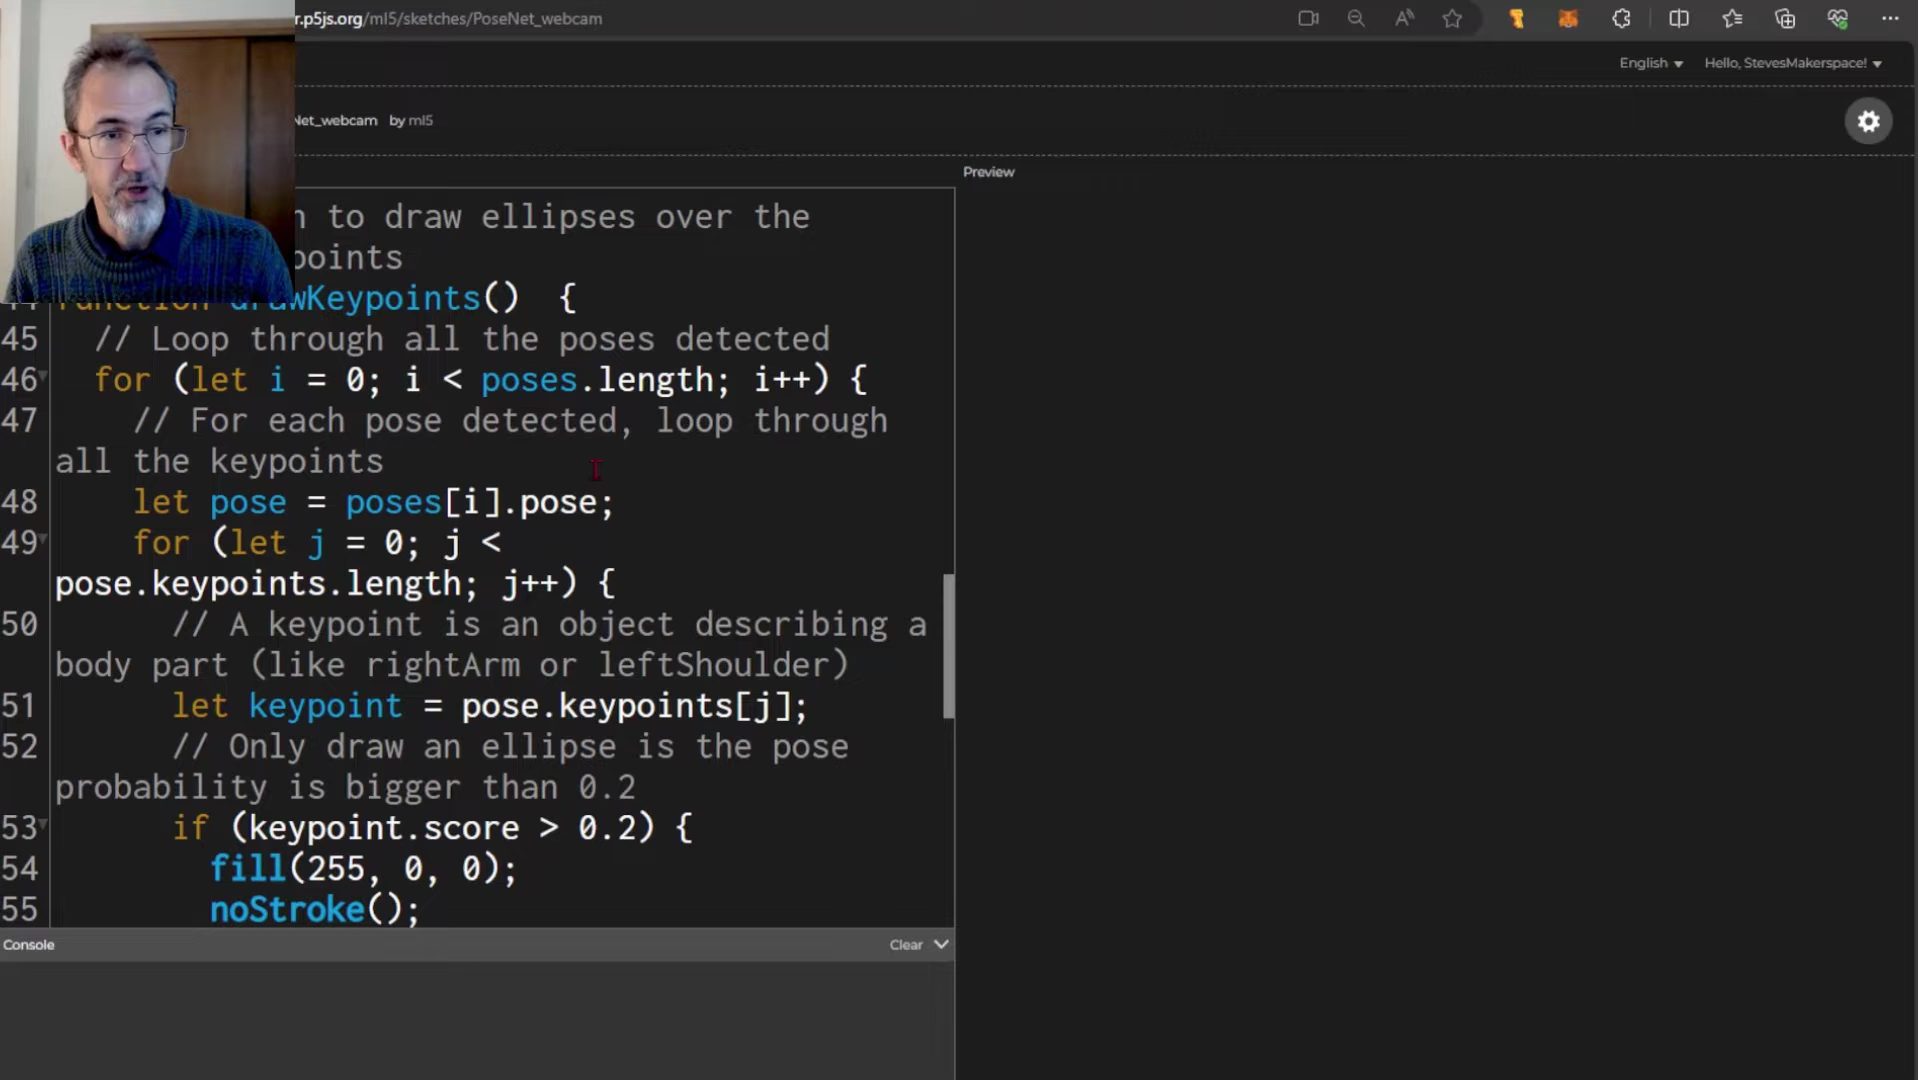 r.p5js.org/ml5/sketches/PoseNet_webcam
English
Hello, StevesMakerspace!
Net_webcam by ml5
Preview
n to draw ellipses over the
points
function drawKeypoints()  {
45 // Loop through all the poses detected
46 for (let i = 0; i < poses.length; i++) {
47 // For each pose detected, loop through
all the keypoints
48 let pose = poses[i].pose;
49 for (let j = 0; j <
pose.keypoints.length; j++) {
50 // A keypoint is an object describing a
body part (like rightArm or leftShoulder)
51 let keypoint = pose.keypoints[j];
52 // Only draw an ellipse is the pose
probability is bigger than 0.2
53 if (keypoint.score > 0.2) {
54 fill(255, 0, 0);
55 noStroke();
Console
Clear